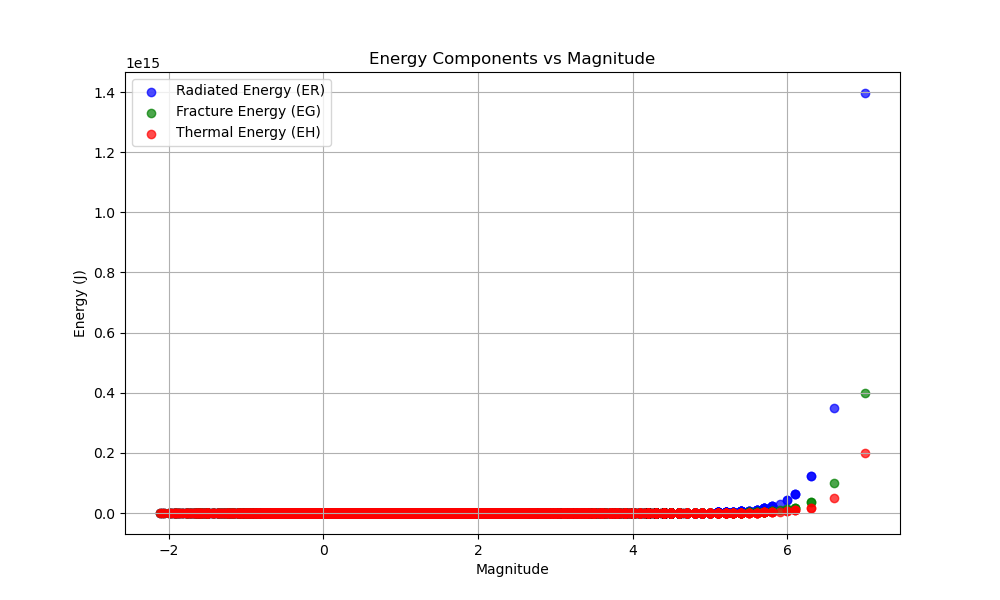 Energy Components vs Magnitude
1e15
Radiated Energy (ER)
Fracture Energy (EG)
Thermal Energy (EH)
1.4
1.2
1.0
0.8
0.6
0.4
0.2
0.0
Energy (J)
−2 0 2 4 6
Magnitude